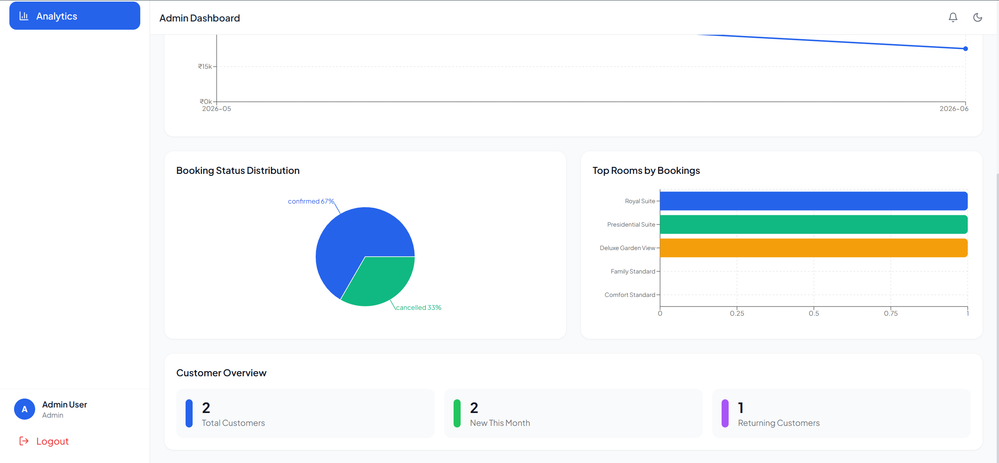 Analytics
Admin Dashboard
₹15k
₹0k
2026-05
2026-06
Booking Status Distribution
confirmed 67%
cancelled 33%
Top Rooms by Bookings
Royal Suite
Presidential Suite
Deluxe Garden View
Family Standard
Comfort Standard
0
0.25
0.5
0.75
1
Customer Overview
2
Total Customers
2
New This Month
1
Returning Customers
A
Admin User
Admin
Logout